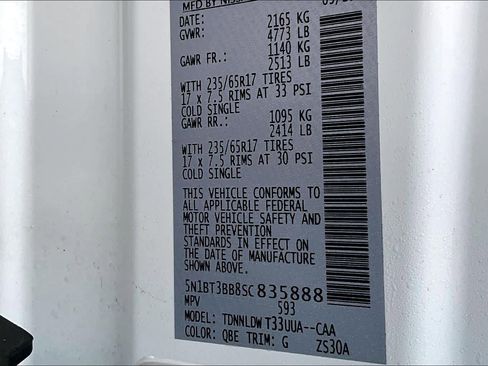 MFD BY NISSAN
DATE:
GVWR: 2165 KG
4773 LB
GAWR FR.: 1140 KG
2513 LB
WITH 235/65R17 TIRES
17 x 7.5 RIMS AT 33 PSI
COLD SINGLE
GAWR RR.: 1095 KG
2414 LB
WITH 235/65R17 TIRES
17 x 7.5 RIMS AT 30 PSI
COLD SINGLE
THIS VEHICLE CONFORMS TO
ALL APPLICABLE FEDERAL
MOTOR VEHICLE SAFETY AND
THEFT PREVENTION
STANDARDS IN EFFECT ON
THE DATE OF MANUFACTURE
SHOWN ABOVE.
5N1BT3BB8SC835888
MPV 593
MODEL: TDNNLDW T33UUA--CAA
COLOR: QBE TRIM: G ZS30A